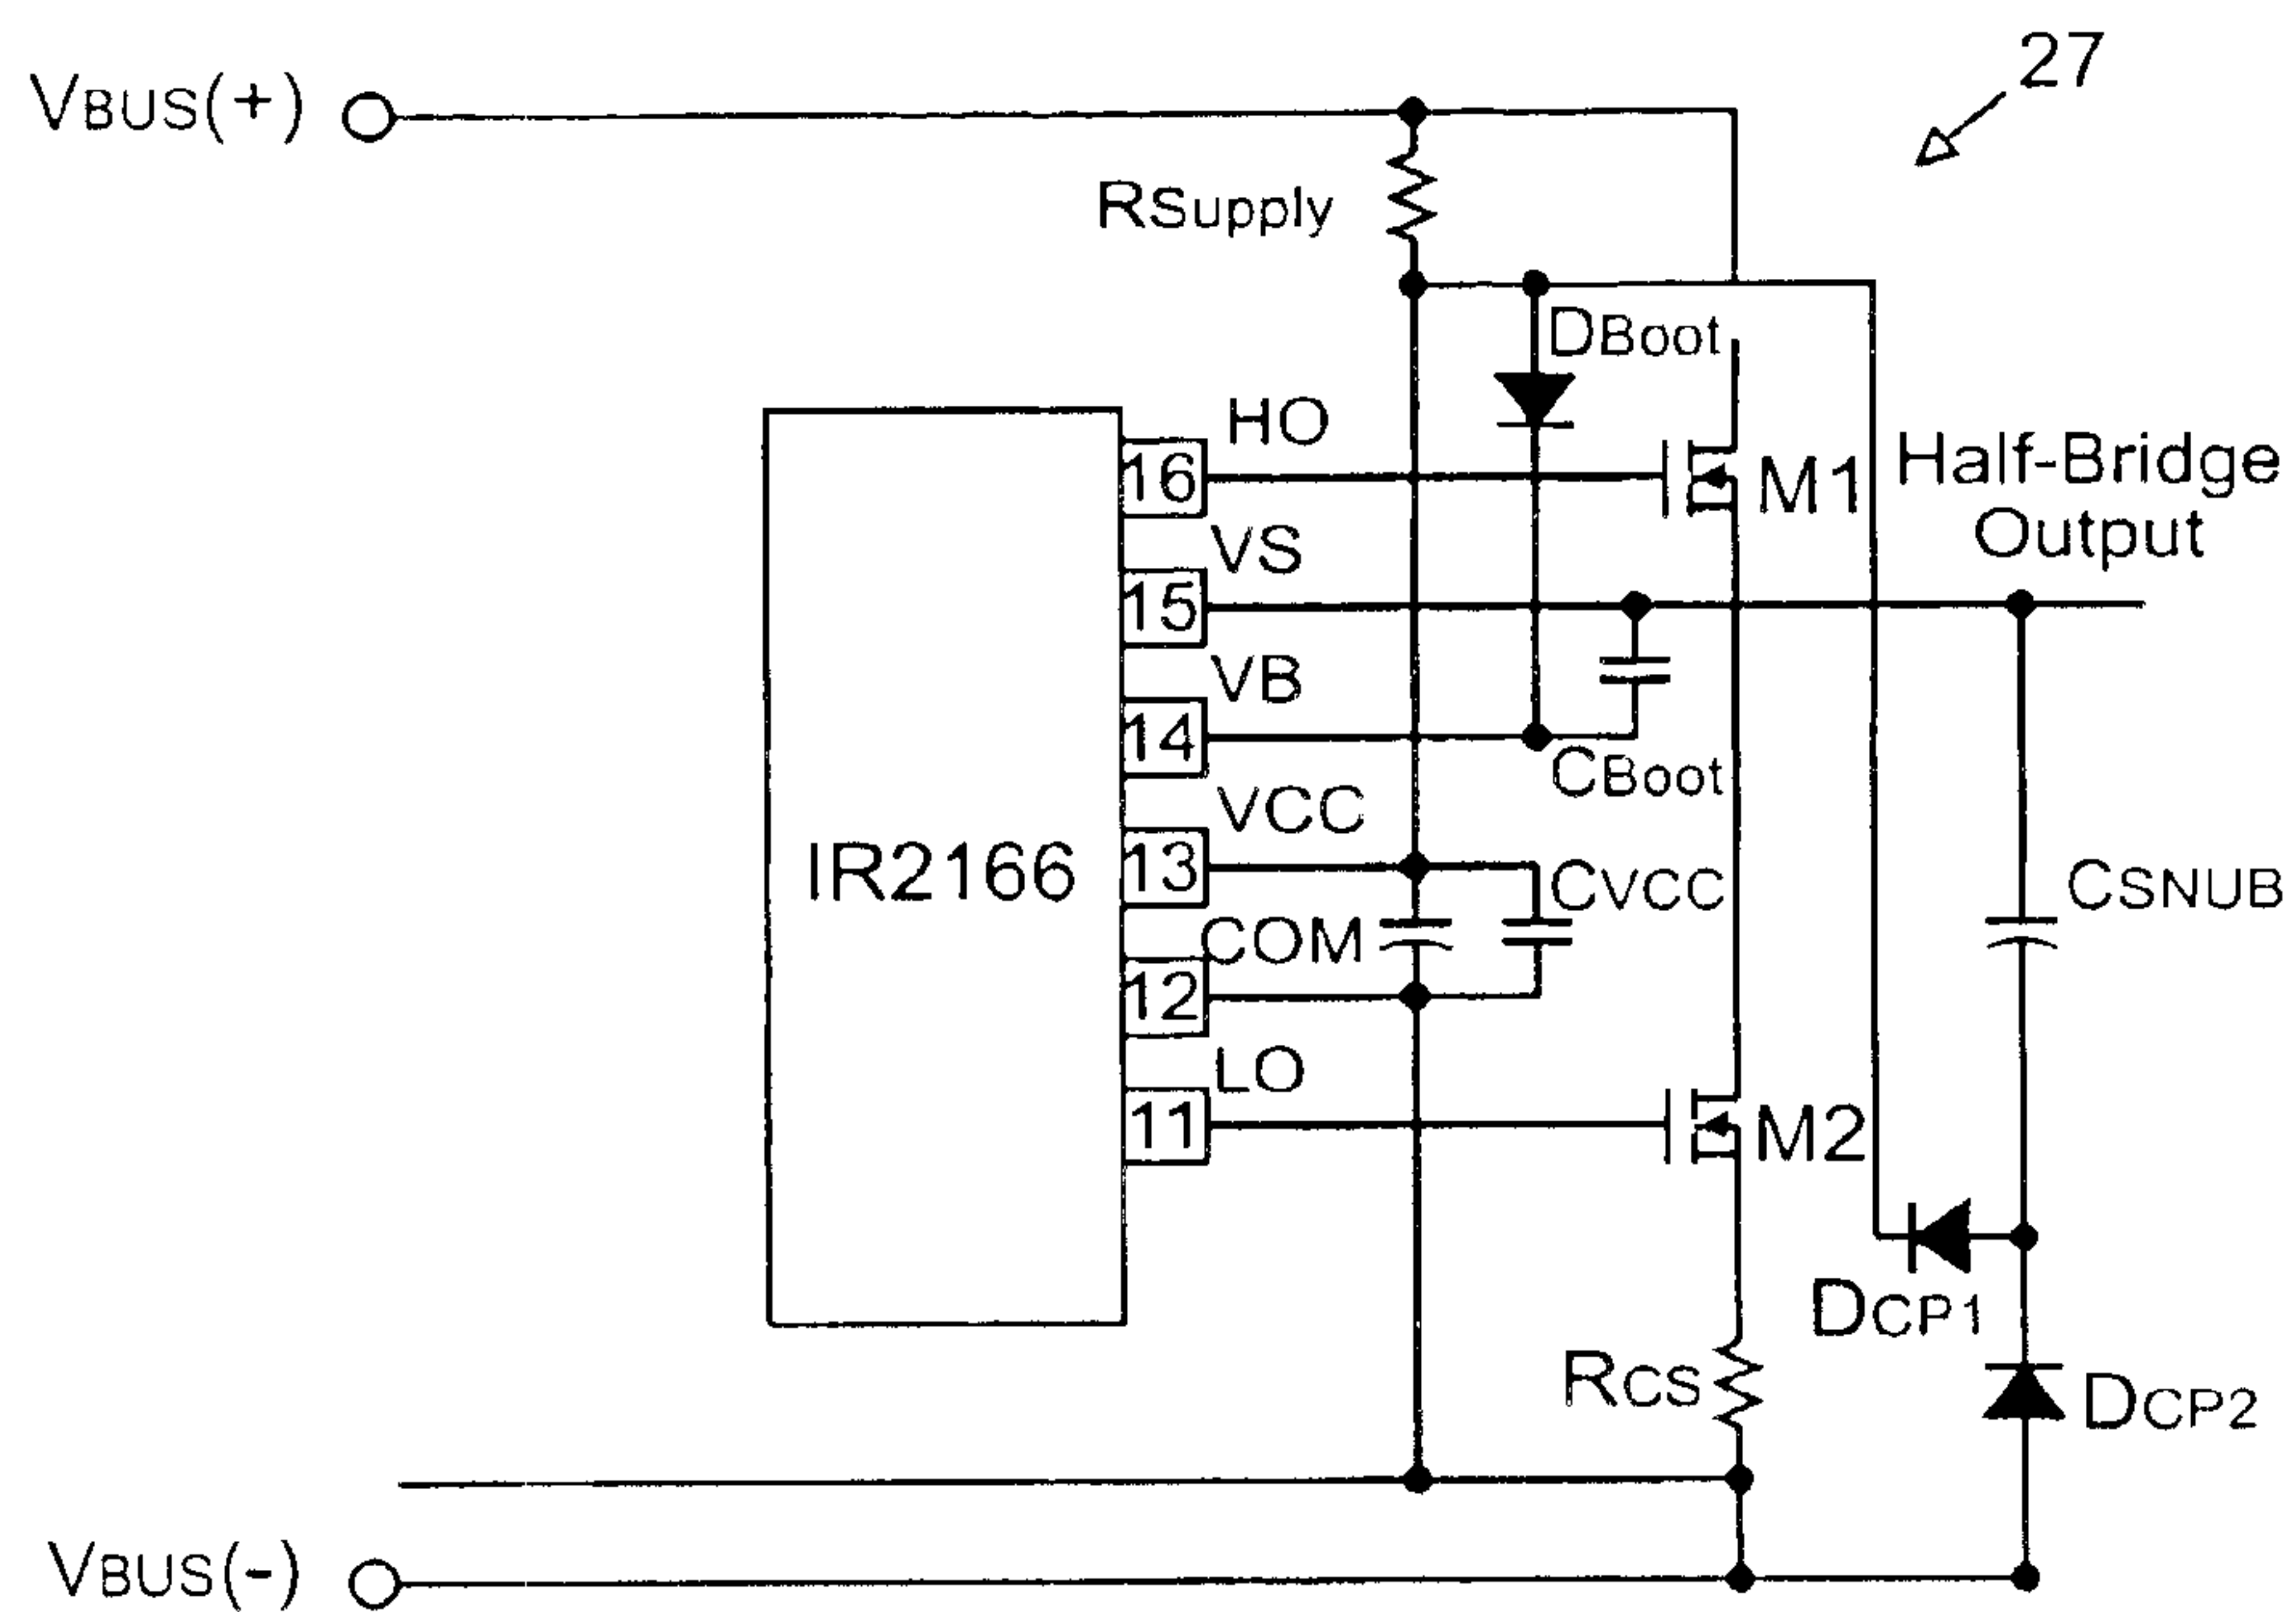 27
VBUS(+)
RSupply
DBoot
HO
16
M1
Half-Bridge
Output
VS
15
VB
14
CBoot
VCC
13
CVCC
IR2166
CSNUB
COM
12
LO
11
M2
DCP1
RCS
DCP2
VBUS(-)